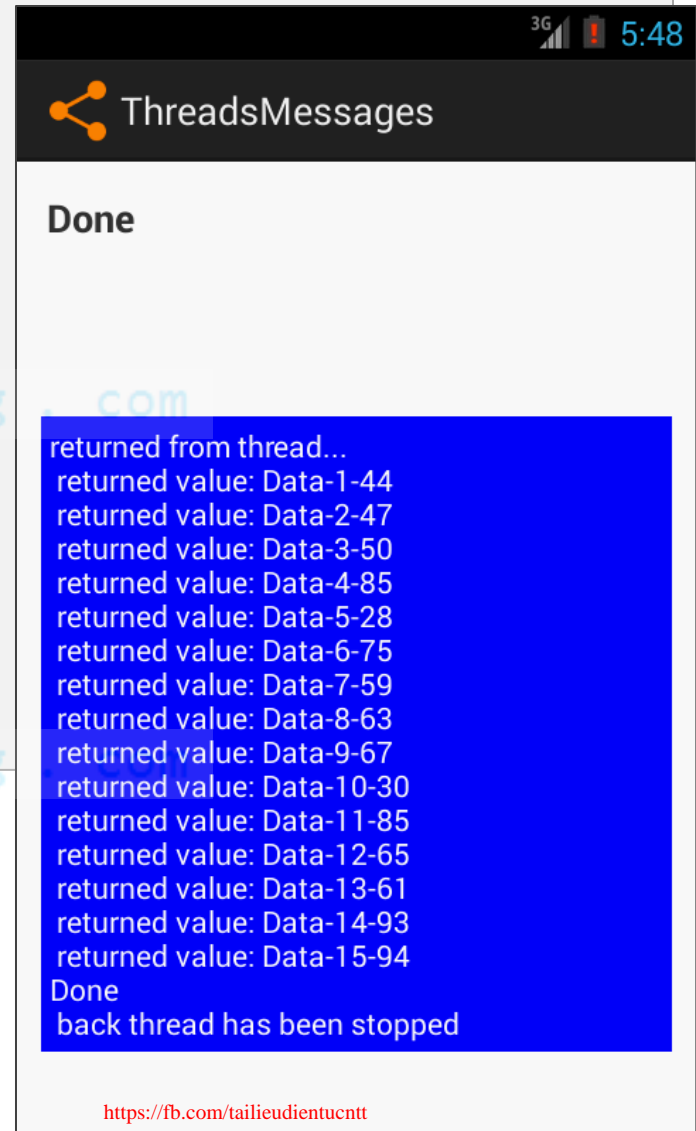 3G 5:48
ThreadsMessages
Done
g . com
returned from thread...
returned value: Data-1-44
returned value: Data-2-47
returned value: Data-3-50
returned value: Data-4-85
returned value: Data-5-28
returned value: Data-6-75
returned value: Data-7-59
returned value: Data-8-63
returned value: Data-9-67
g . com
returned value: Data-10-30
returned value: Data-11-85
returned value: Data-12-65
returned value: Data-13-61
returned value: Data-14-93
returned value: Data-15-94
Done
back thread has been stopped
https://fb.com/tailieudientucntt